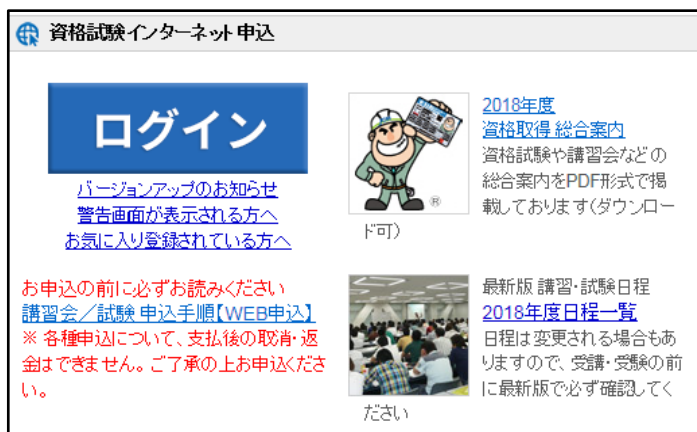 資格試験インターネット申込
ログイン
バージョンアップのお知らせ
警告画面が表示される方へ
お気に入り登録されている方へ
お申込の前に必ずお読みください
講習会／試験 申込手順【WEB申込】
※ 各種申込について、支払後の取消・返
金はできません。ご了承の上お申込くださ
い。
2018年度
資格取得 総合案内
資格試験や講習会などの
総合案内をPDF形式で掲
載しております(ダウンロー
ド可)
®
最新版 講習・試験日程
2018年度日程一覧
日程は変更される場合もあ
りますので、受講・受験の前
に最新版で必ず確認してく
ださい